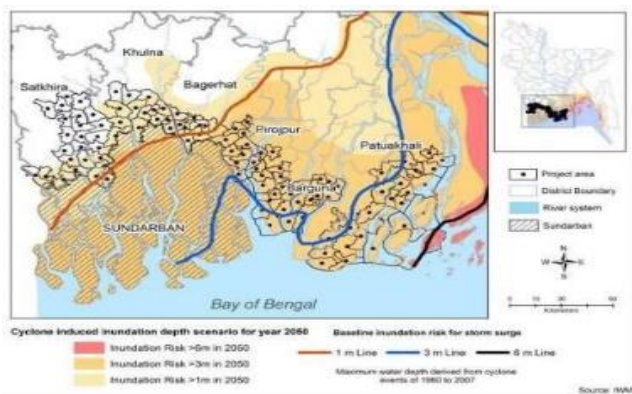 Khulna
Satkhira
Bagerhat
Pirojpur
Patuakhali
Barguna
SUNDARBAN
Bay of Bengal
Project area
District Boundary
River system
Sundarban
N
W E
S
Kilometers
Cyclone induced inundation depth scenario for year 2050
Inundation Risk >6m in 2050
Inundation Risk >3m in 2050
Inundation Risk >1m in 2050
Baseline inundation risk for storm surge
1 m Line
3 m Line
6 m Line
Maximum water depth derived from cyclone
events of 1960 to 2007
Source: IWM